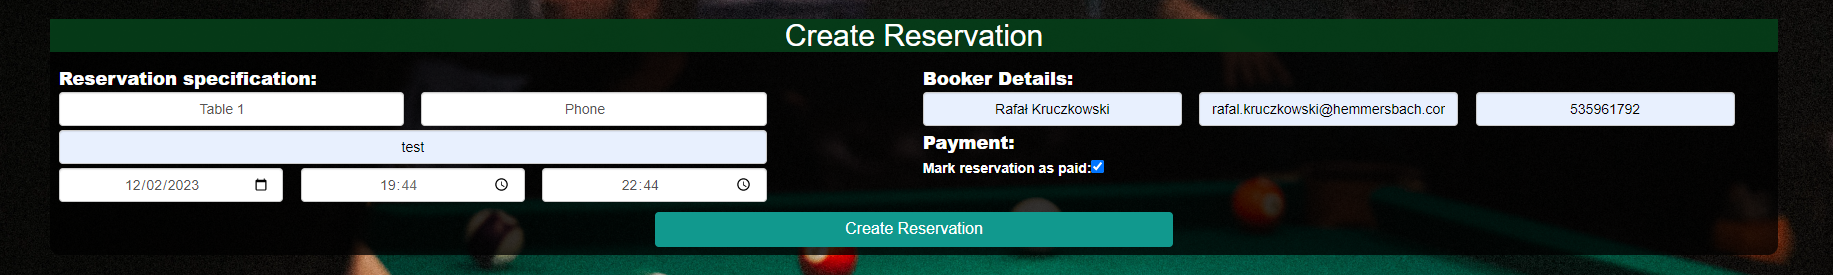 Create Reservation
Reservation specification:
Table 1
Phone
test
12/02/2023
19:44
22:44
Booker Details:
Rafał Kruczkowski
rafal.kruczkowski@hemmersbach.cor
535961792
Payment:
Mark reservation as paid:
Create Reservation